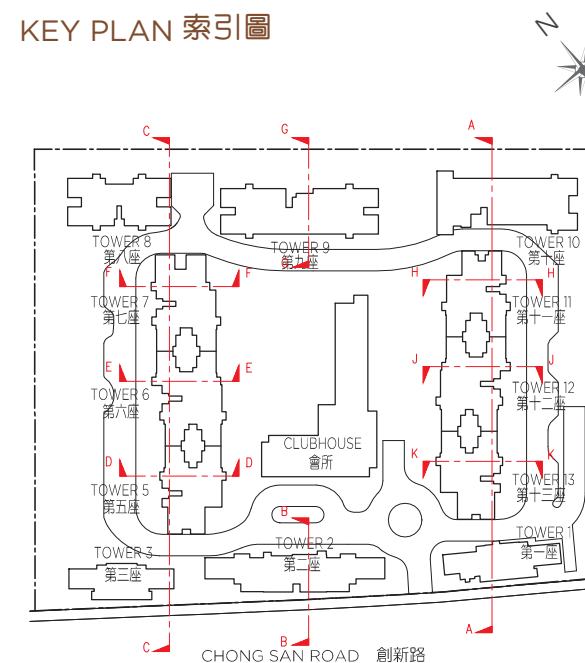 KEY PLAN 索引圖
N
C
G
A
TOWER 8
第八座
TOWER 9
第九座
G
TOWER 10
第十座
F
F
H
H
TOWER 7
第七座
TOWER 11
第十一座
E
E
J
J
TOWER 6
第六座
TOWER 12
第十二座
CLUBHOUSE
會所
D
D
K
K
TOWER 5
第五座
TOWER 13
第十三座
B
TOWER 3
第三座
TOWER 2
第二座
TOWER 1
第一座
C
B
A
CHONG SAN ROAD 創新路